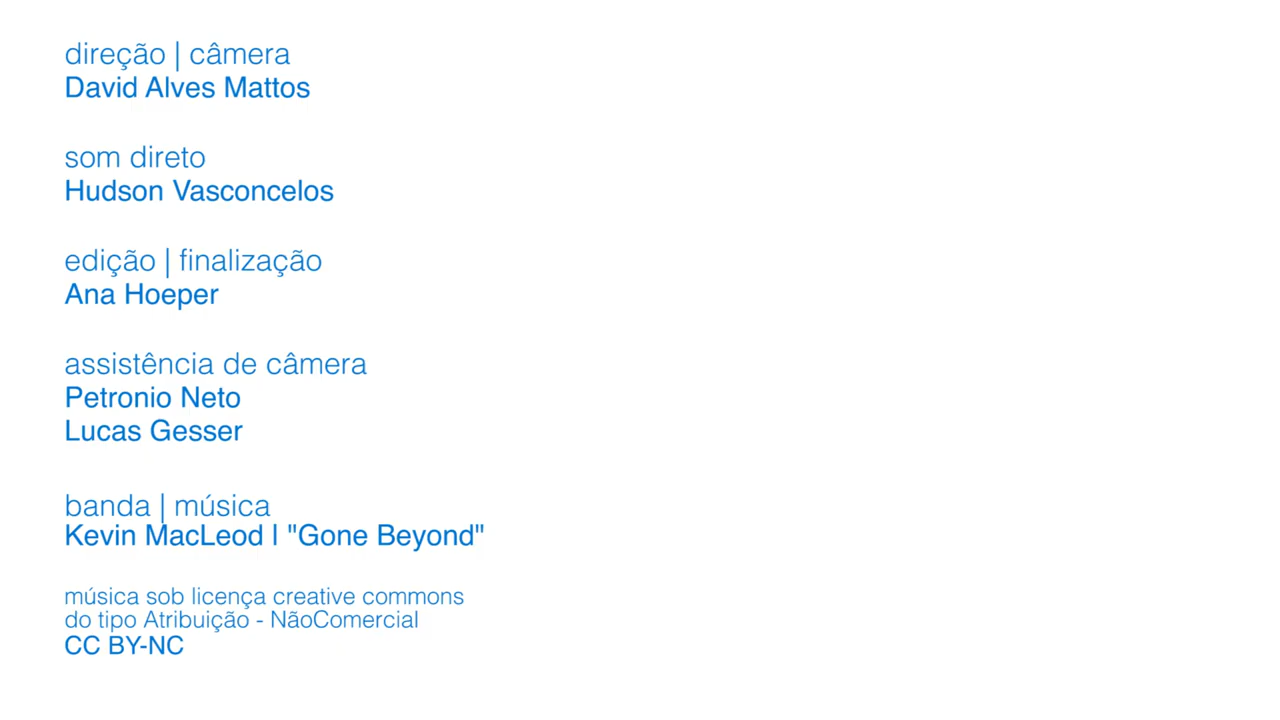 direção | câmera
David Alves Mattos
som direto
Hudson Vasconcelos
edição | finalização
Ana Hoeper
assistência de câmera
Petronio Neto
Lucas Gesser
banda | música
Kevin MacLeod | "Gone Beyond"
música sob licença creative commons
do tipo Atribuição - NãoComercial
CC BY-NC